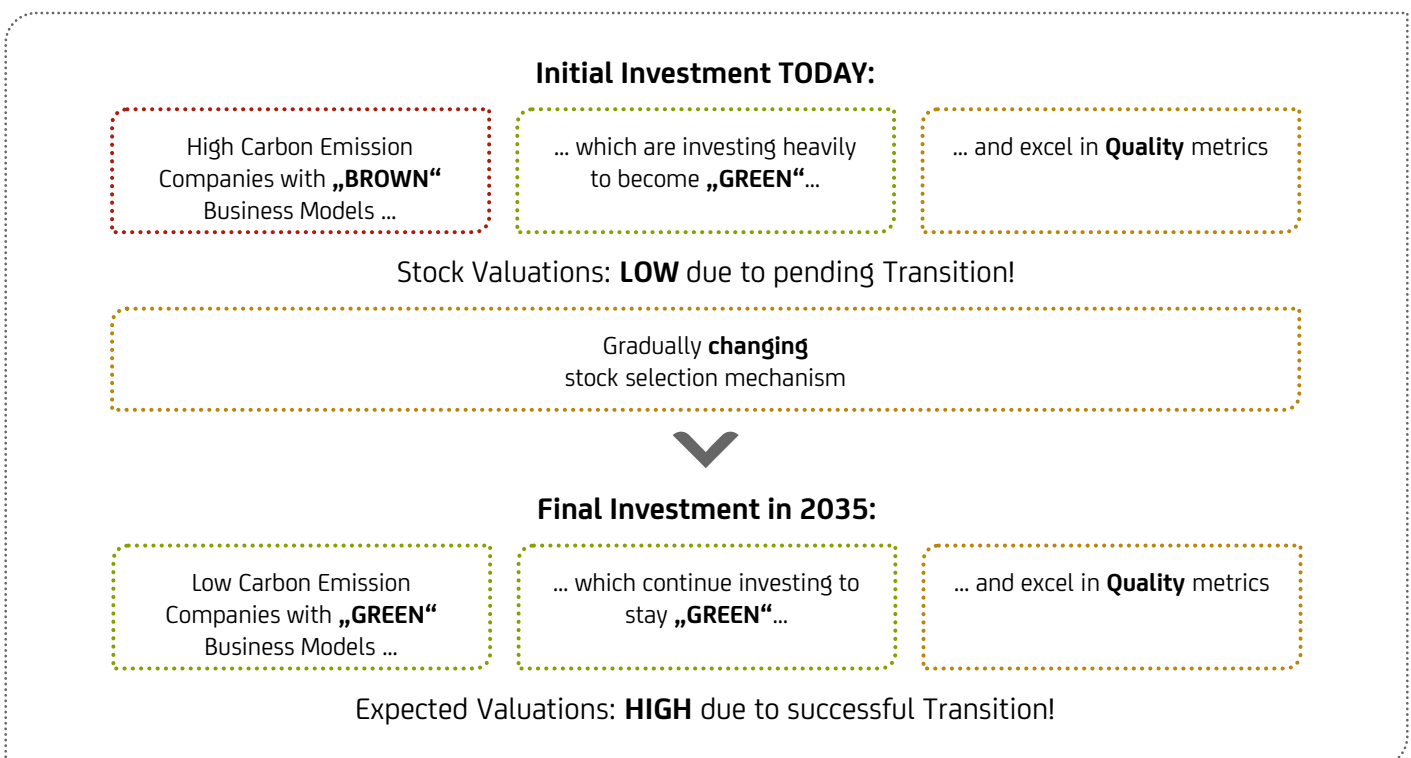 Initial Investment TODAY:
High Carbon Emission
Companies with „BROWN“
Business Models ...
... which are investing heavily
to become „GREEN“...
... and excel in Quality metrics
Stock Valuations: LOW due to pending Transition!
Gradually changing
stock selection mechanism
Final Investment in 2035:
Low Carbon Emission
Companies with „GREEN“
Business Models ...
... which continue investing to
stay „GREEN“...
... and excel in Quality metrics
Expected Valuations: HIGH due to successful Transition!